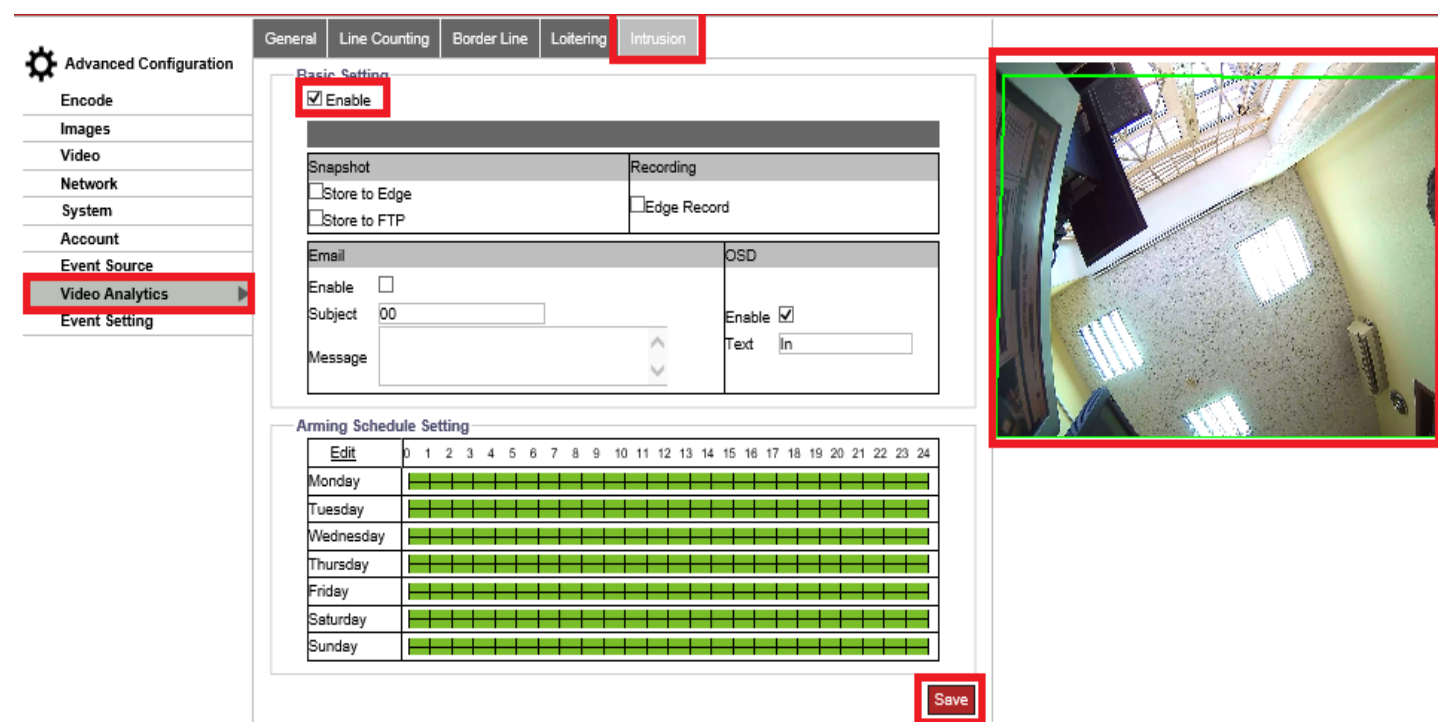 General Line Counting Border Line Loitering Intrusion
Advanced Configuration
Encode
Images
Video
Network
System
Account
Event Source
Video Analytics
Event Setting
Basic Setting
Enable
Snapshot Recording
Store to Edge
Store to FTP
Edge Record
Email OSD
Enable
Subject 00
Message
Enable
Text In
Arming Schedule Setting
Edit 0 1 2 3 4 5 6 7 8 9 10 11 12 13 14 15 16 17 18 19 20 21 22 23 24
Monday
Tuesday
Wednesday
Thursday
Friday
Saturday
Sunday
Save